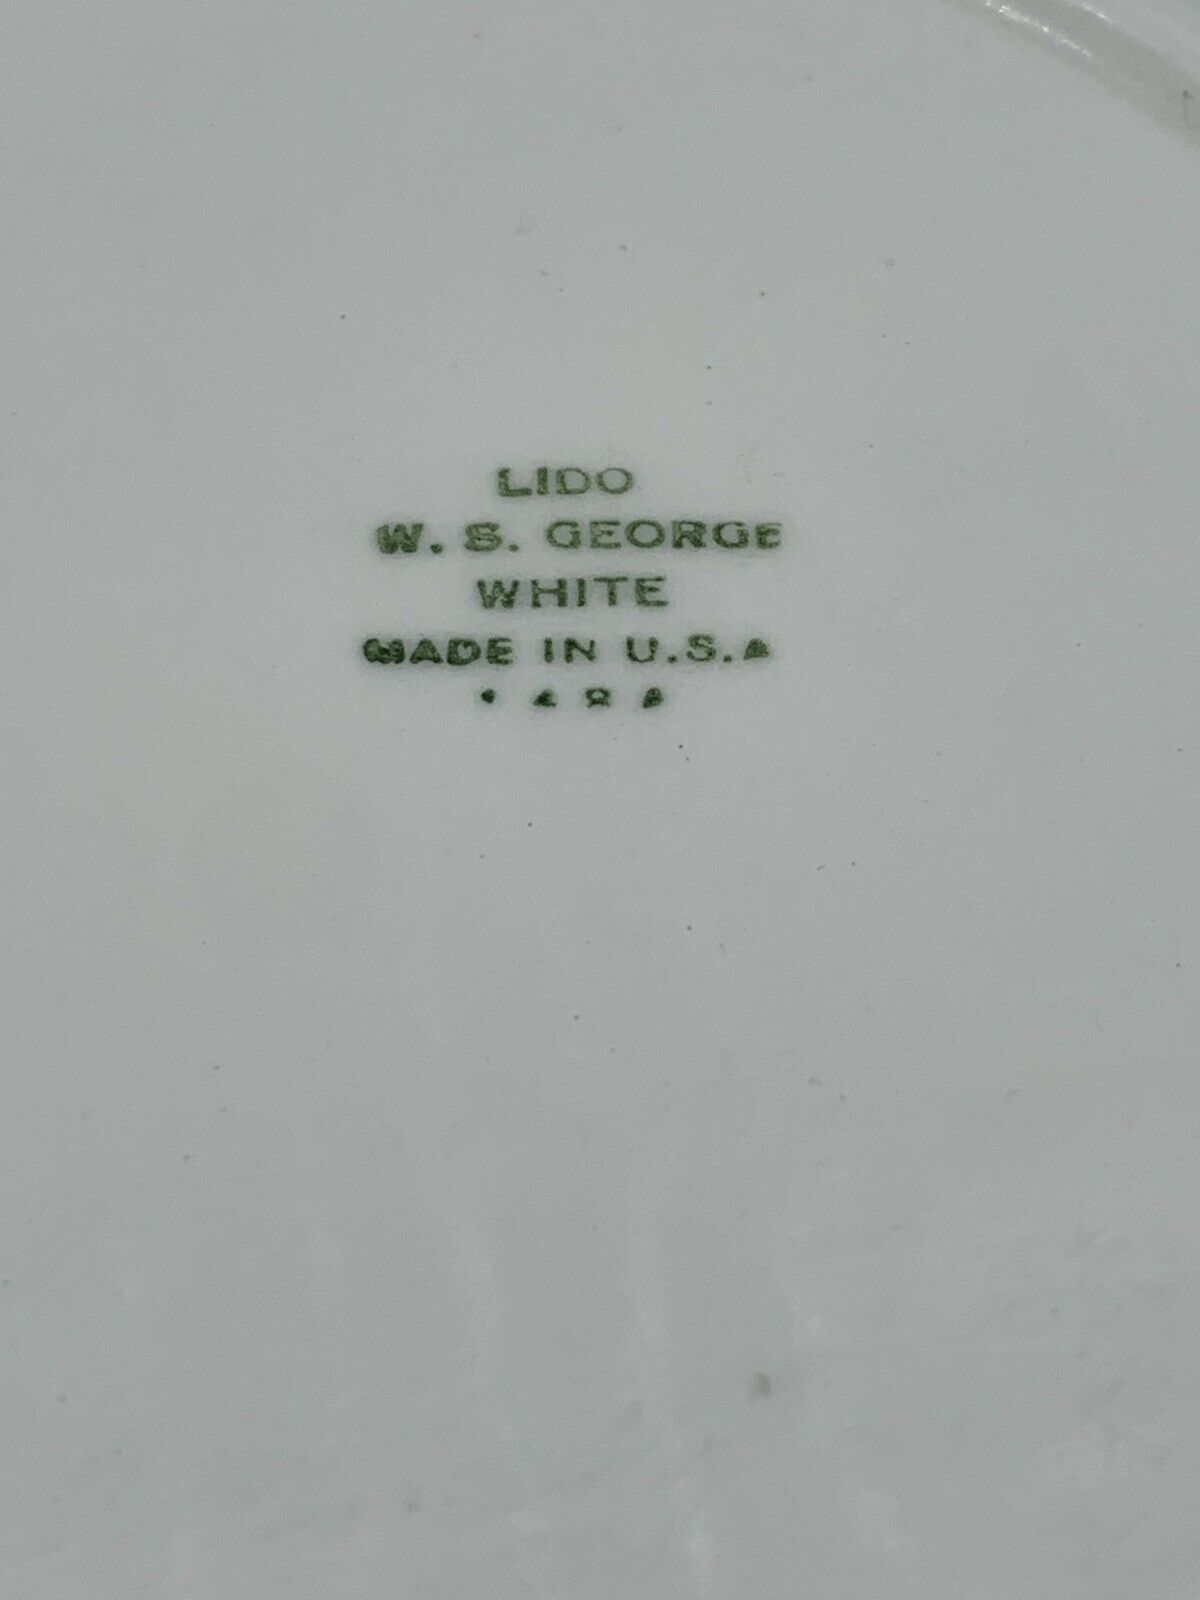 LIDO
W. S. GEORGE
WHITE
MADE IN U.S.A